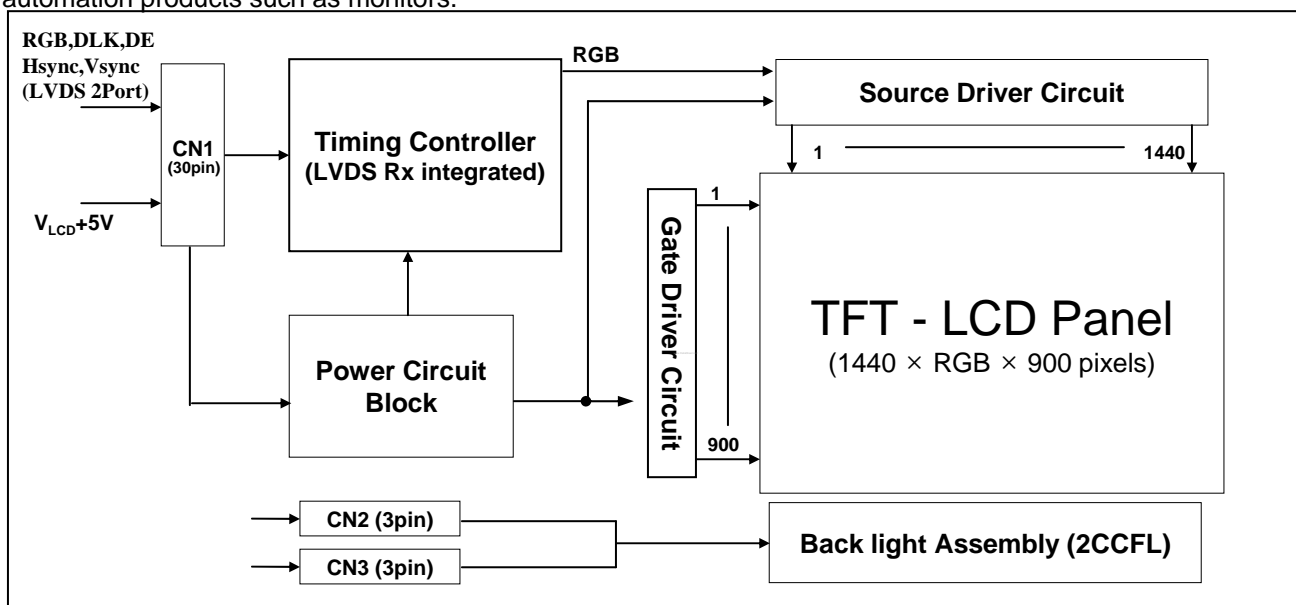 automation products such as monitors.
RGB,DLK,DE
Hsync,Vsync
(LVDS 2Port)
V_LCD+5V
CN1
(30pin)
Timing Controller
(LVDS Rx integrated)
RGB
Source Driver Circuit
1
1440
Power Circuit
Block
Gate Driver Circuit
1
900
TFT - LCD Panel
(1440 × RGB × 900 pixels)
CN2 (3pin)
CN3 (3pin)
Back light Assembly (2CCFL)